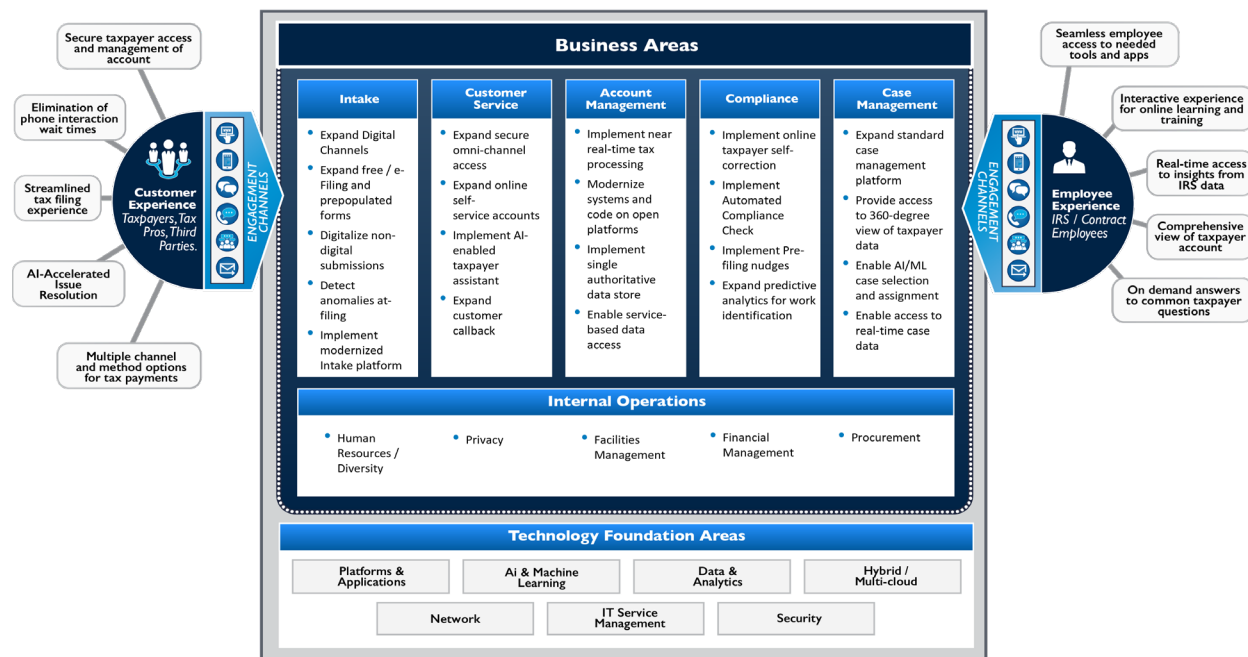 Secure taxpayer access
and management of
account
Elimination of
phone interaction
wait times
Streamlined
tax filing
experience
AI-Accelerated
Issue
Resolution
Multiple channel
and method options
for tax payments
Customer
Experience
Taxpayers, Tax
Pros, Third
Parties.
ENGAGEMENT
CHANNELS
Business Areas
Intake
Expand Digital
Channels
Expand free / e-
Filing and
prepopulated
forms
Digitalize non-
digital
submissions
Detect
anomalies at-
filing
Implement
modernized
Intake platform
Customer
Service
Expand secure
omni-channel
access
Expand online
self-
service accounts
Implement AI-
enabled
taxpayer
assistant
Expand
customer
callback
Account
Management
Implement near
real-time tax
processing
Modernize
systems and
code on open
platforms
Implement
single
authoritative
data store
Enable service-
based data
access
Compliance
Implement online
taxpayer self-
correction
Implement
Automated
Compliance
Check
Implement Pre-
filing nudges
Expand predictive
analytics for work
identification
Case
Management
Expand standard
case
management
platform
Provide access
to 360-degree
view of taxpayer
data
Enable AI/ML
case selection
and assignment
Enable access to
real-time case
data
Internal Operations
Human
Resources /
Diversity
Privacy
Facilities
Management
Financial
Management
Procurement
Technology Foundation Areas
Platforms &
Applications
Ai & Machine
Learning
Data &
Analytics
Hybrid /
Multi-cloud
Network
IT Service
Management
Security
ENGAGEMENT
CHANNELS
Employee
Experience
IRS / Contract
Employees
Seamless employee
access to needed
tools and apps
Interactive experience
for online learning and
training
Real-time access
to insights from
IRS data
Comprehensive
view of taxpayer
account
On demand answers
to common taxpayer
questions